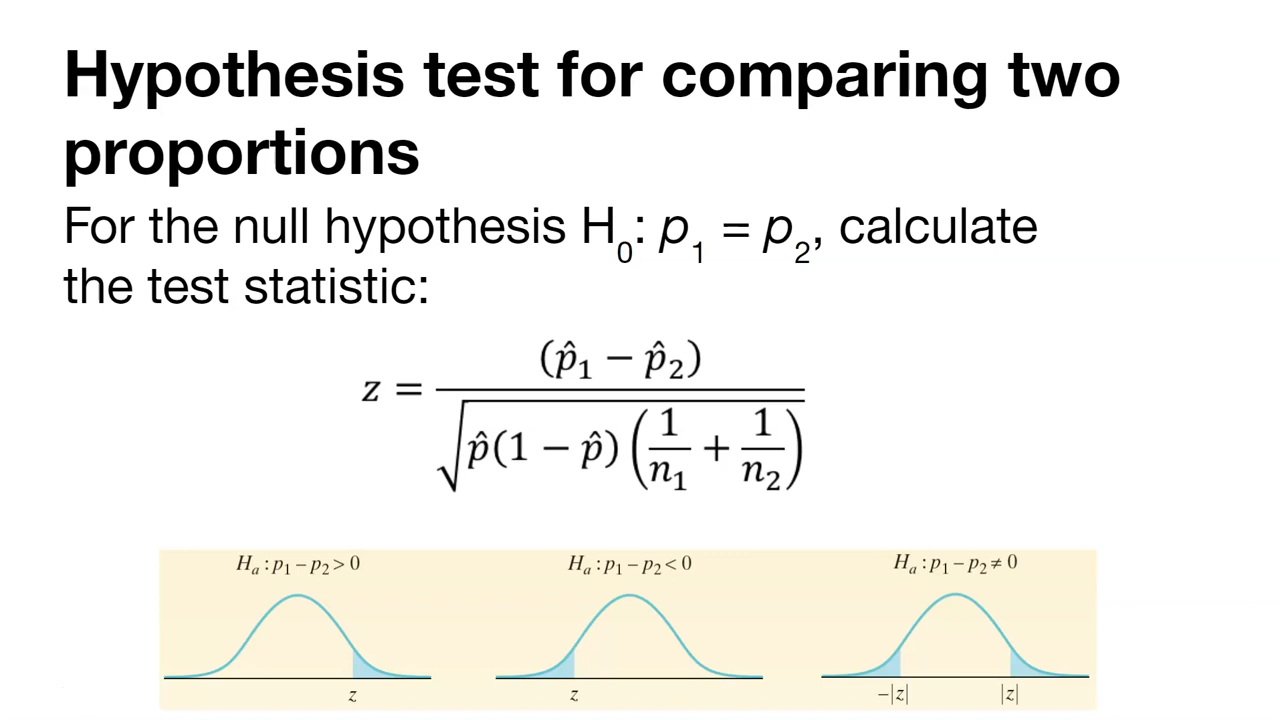 Hypothesis test for comparing two
proportions
For the null hypothesis H₀: p₁ = p₂, calculate
the test statistic:
z = (p̂₁ − p̂₂) / √(p̂(1 − p̂)(1/n₁ + 1/n₂))
Hₐ : p₁ − p₂ > 0
Hₐ : p₁ − p₂ < 0
Hₐ : p₁ − p₂ ≠ 0
z
z
−|z|
|z|